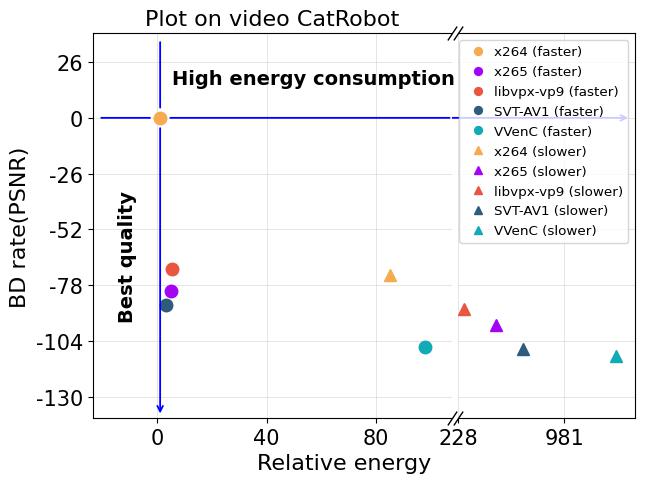 Plot on video CatRobot
26
0
-26
-52
-78
-104
-130
BD rate(PSNR)
High energy consumption
Best quality
x264 (faster)
x265 (faster)
libvpx-vp9 (faster)
SVT-AV1 (faster)
VVenC (faster)
x264 (slower)
x265 (slower)
libvpx-vp9 (slower)
SVT-AV1 (slower)
VVenC (slower)
0 40 80 228 981
Relative energy